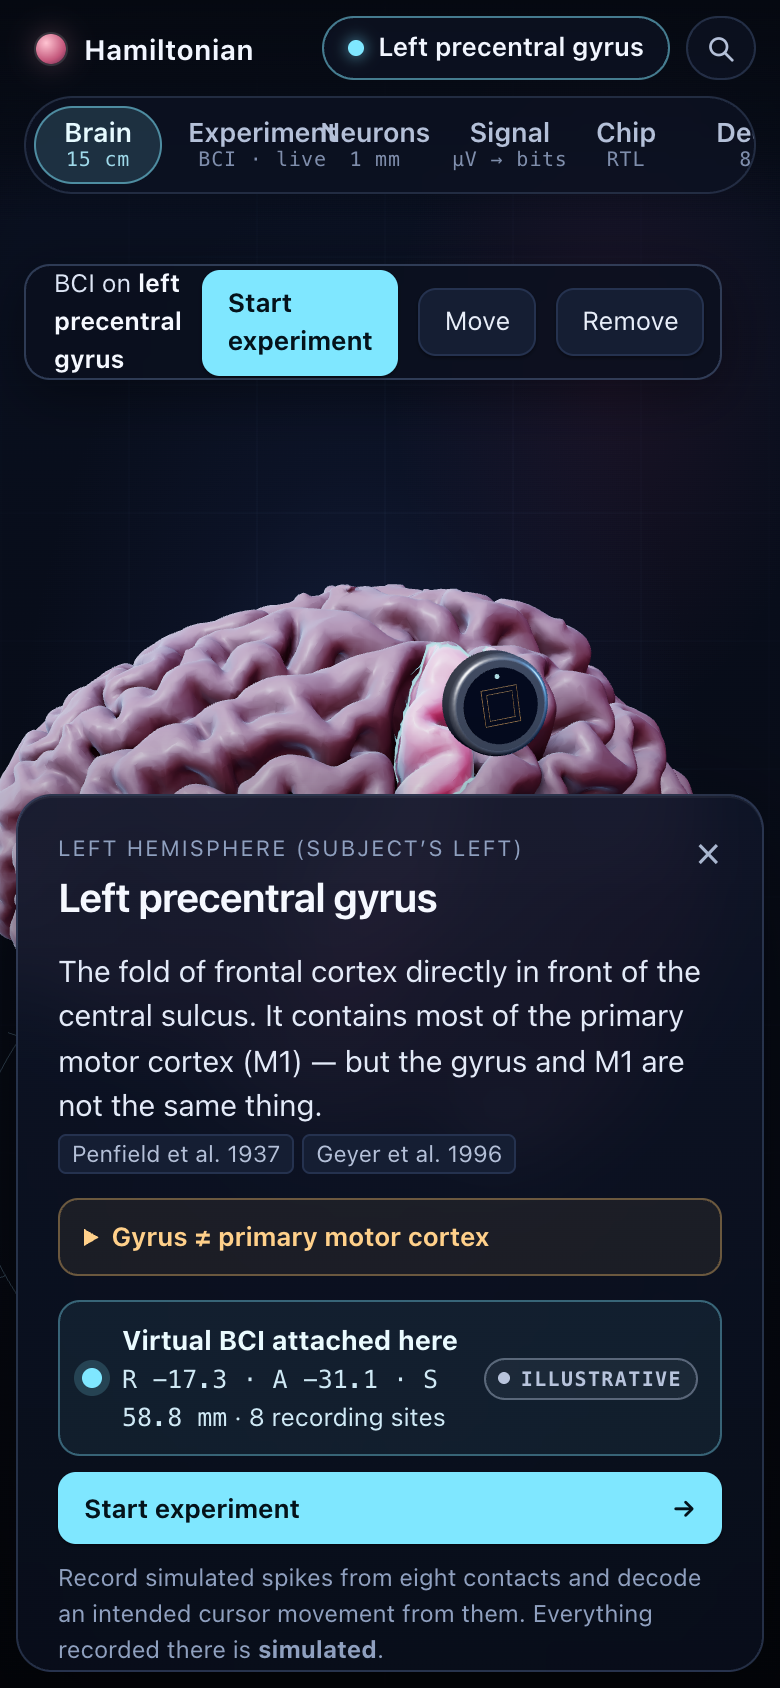 Hamiltonian
Left precentral gyrus
Brain
15 cm
Experiment
BCI · live
Neurons
1 mm
Signal
µV → bits
Chip
RTL
De
8
BCI on left
precentral
gyrus
Start
experiment
Move
Remove
LEFT HEMISPHERE (SUBJECT'S LEFT)
Left precentral gyrus
The fold of frontal cortex directly in front of the
central sulcus. It contains most of the primary
motor cortex (M1) — but the gyrus and M1 are
not the same thing.
Penfield et al. 1937
Geyer et al. 1996
Gyrus ≠ primary motor cortex
Virtual BCI attached here
R −17.3 · A −31.1 · S
58.8 mm · 8 recording sites
ILLUSTRATIVE
Start experiment →
Record simulated spikes from eight contacts and decode
an intended cursor movement from them. Everything
recorded there is simulated.